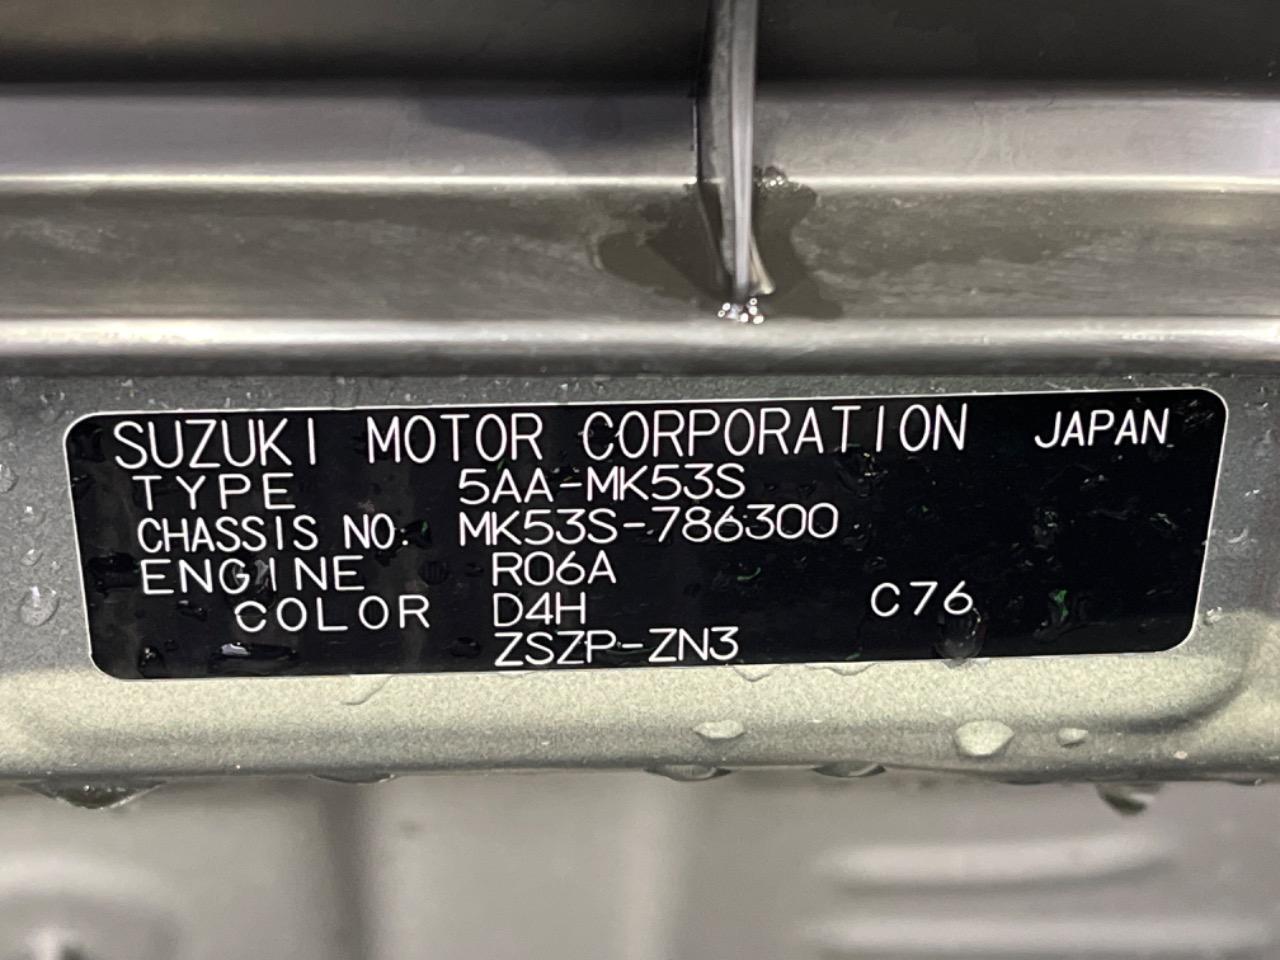 SUZUKI MOTOR CORPORATION JAPAN
TYPE 5AA-MK53S
CHASSIS NO. MK53S-786300
ENGINE R06A
COLOR D4H C76
ZSZP-ZN3